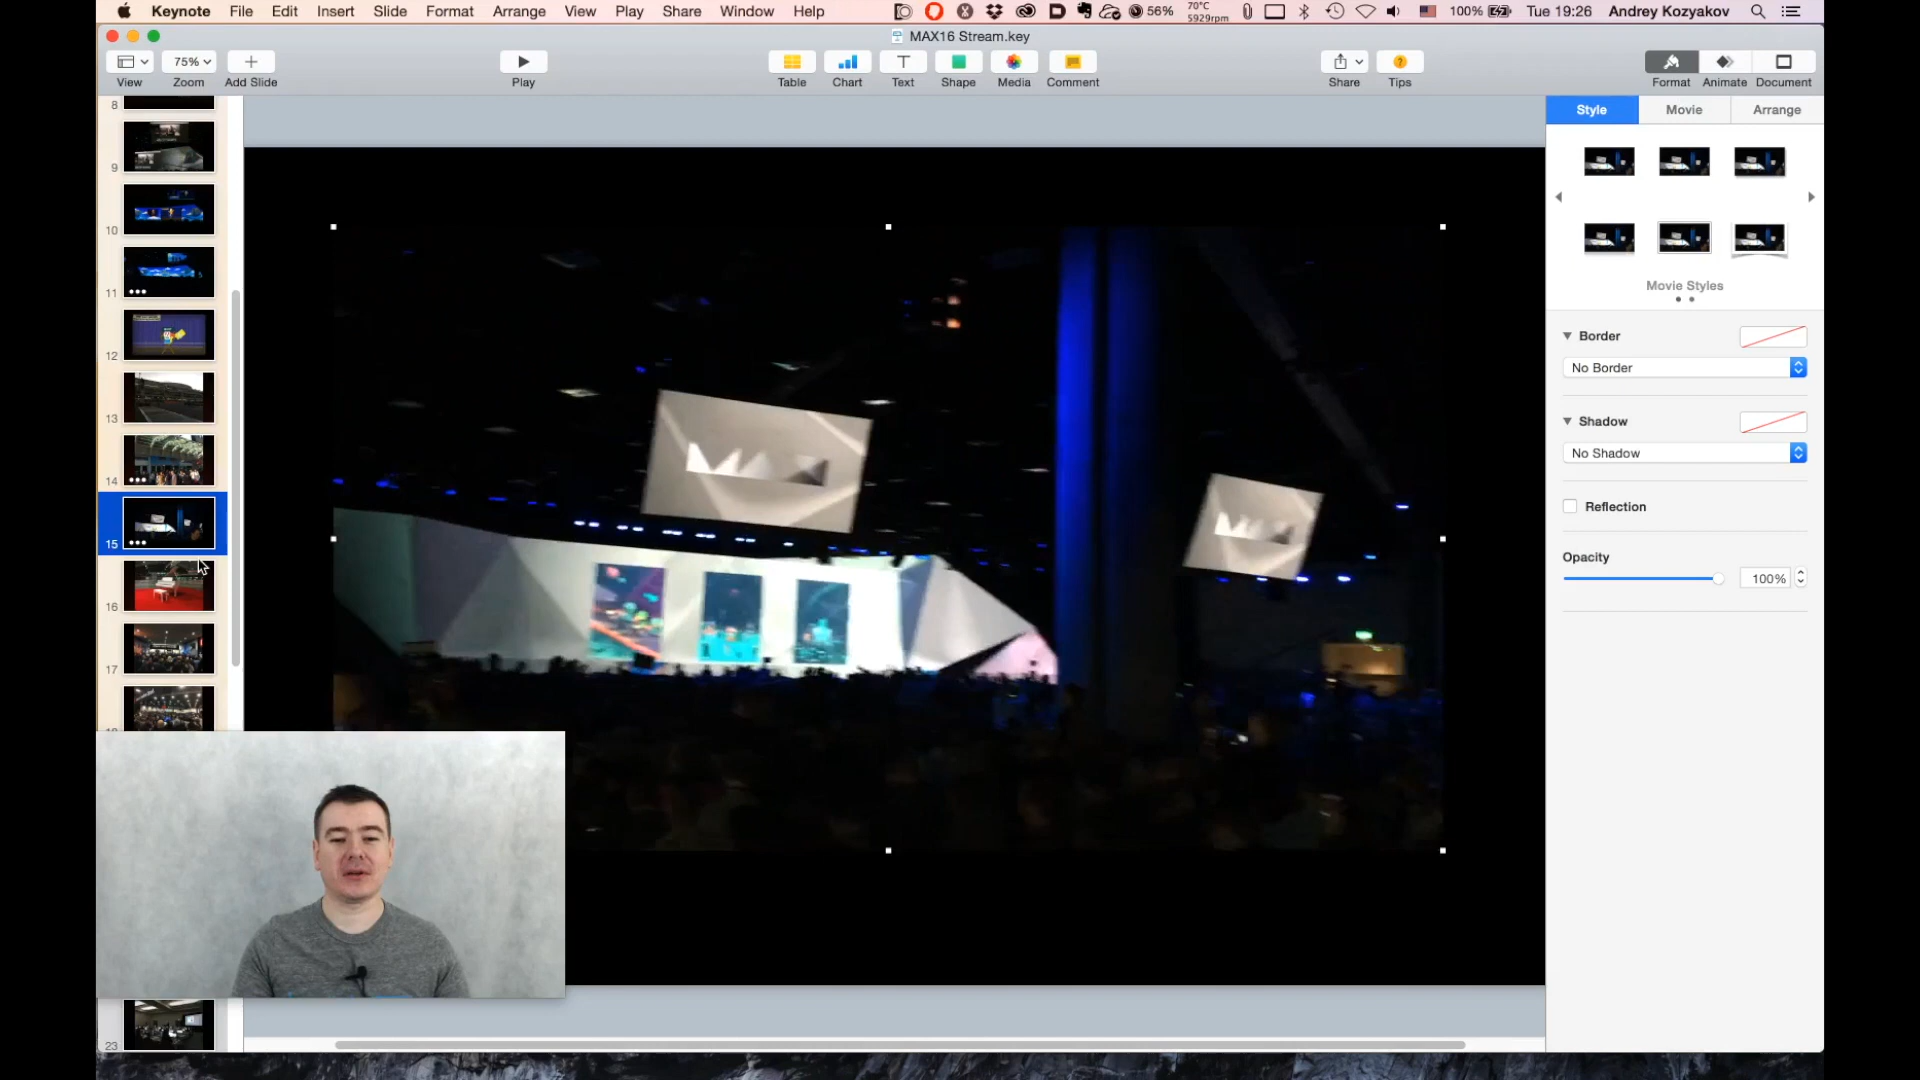 Keynote File Edit Insert Slide Format Arrange View Play Share Window Help 56% 70°C 5929rpm 100% Tue 19:26 Andrey Kozyakov
MAX16 Stream.key
75%
View Zoom Add Slide Play Table Chart Text Shape Media Comment Share Tips Format Animate Document
Style Movie Arrange
8
9
10
11
12
13
14
15
16
17
23
MAX
MAX
Movie Styles
Border
No Border
Shadow
No Shadow
Reflection
Opacity
100%